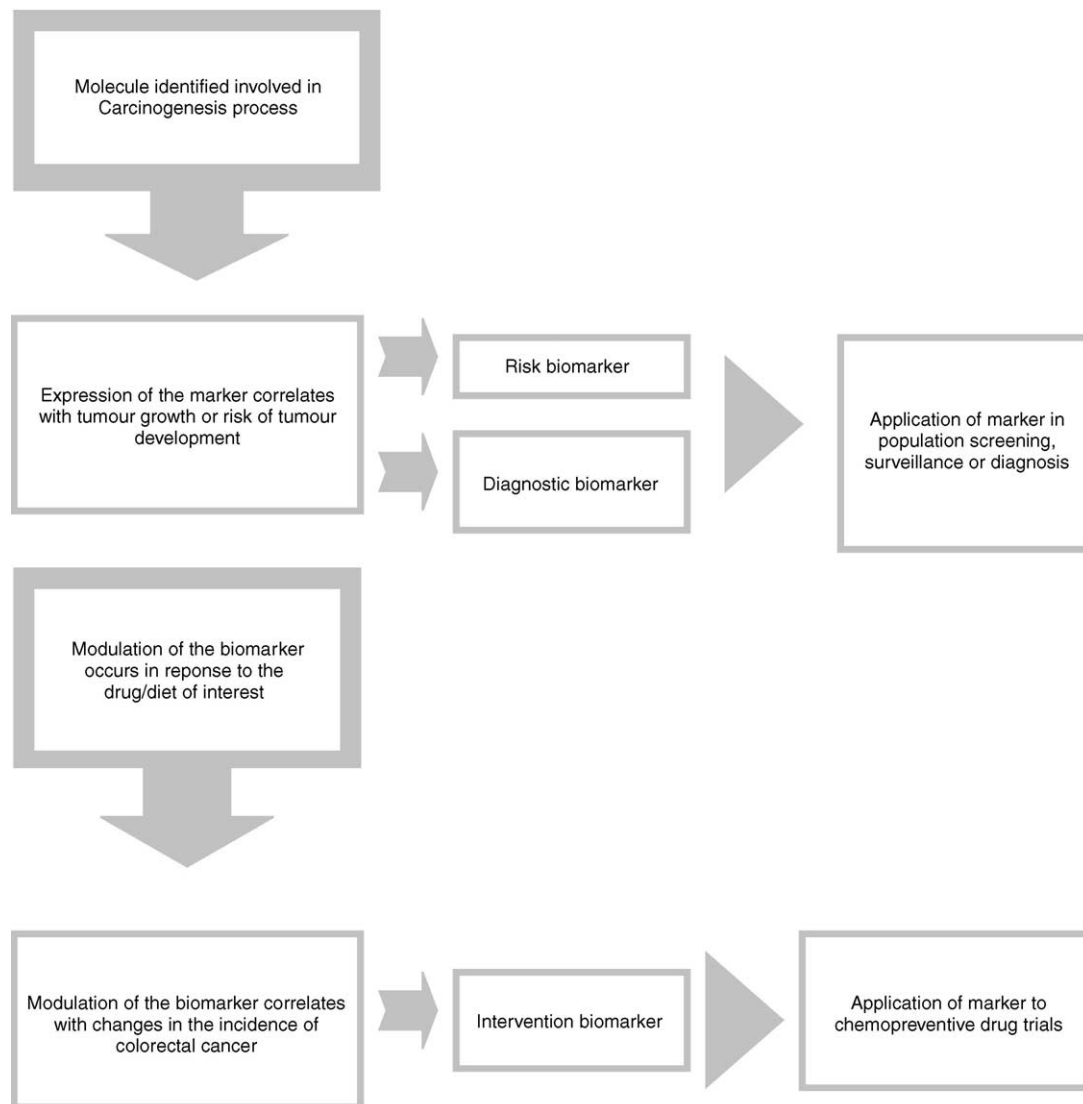 Molecule identified involved in
Carcinogenesis process
Expression of the marker correlates
with tumour growth or risk of tumour
development
Risk biomarker
Diagnostic biomarker
Application of marker in
population screening,
surveillance or diagnosis
Modulation of the biomarker
occurs in reponse to the
drug/diet of interest
Modulation of the biomarker correlates
with changes in the incidence of
colorectal cancer
Intervention biomarker
Application of marker to
chemopreventive drug trials